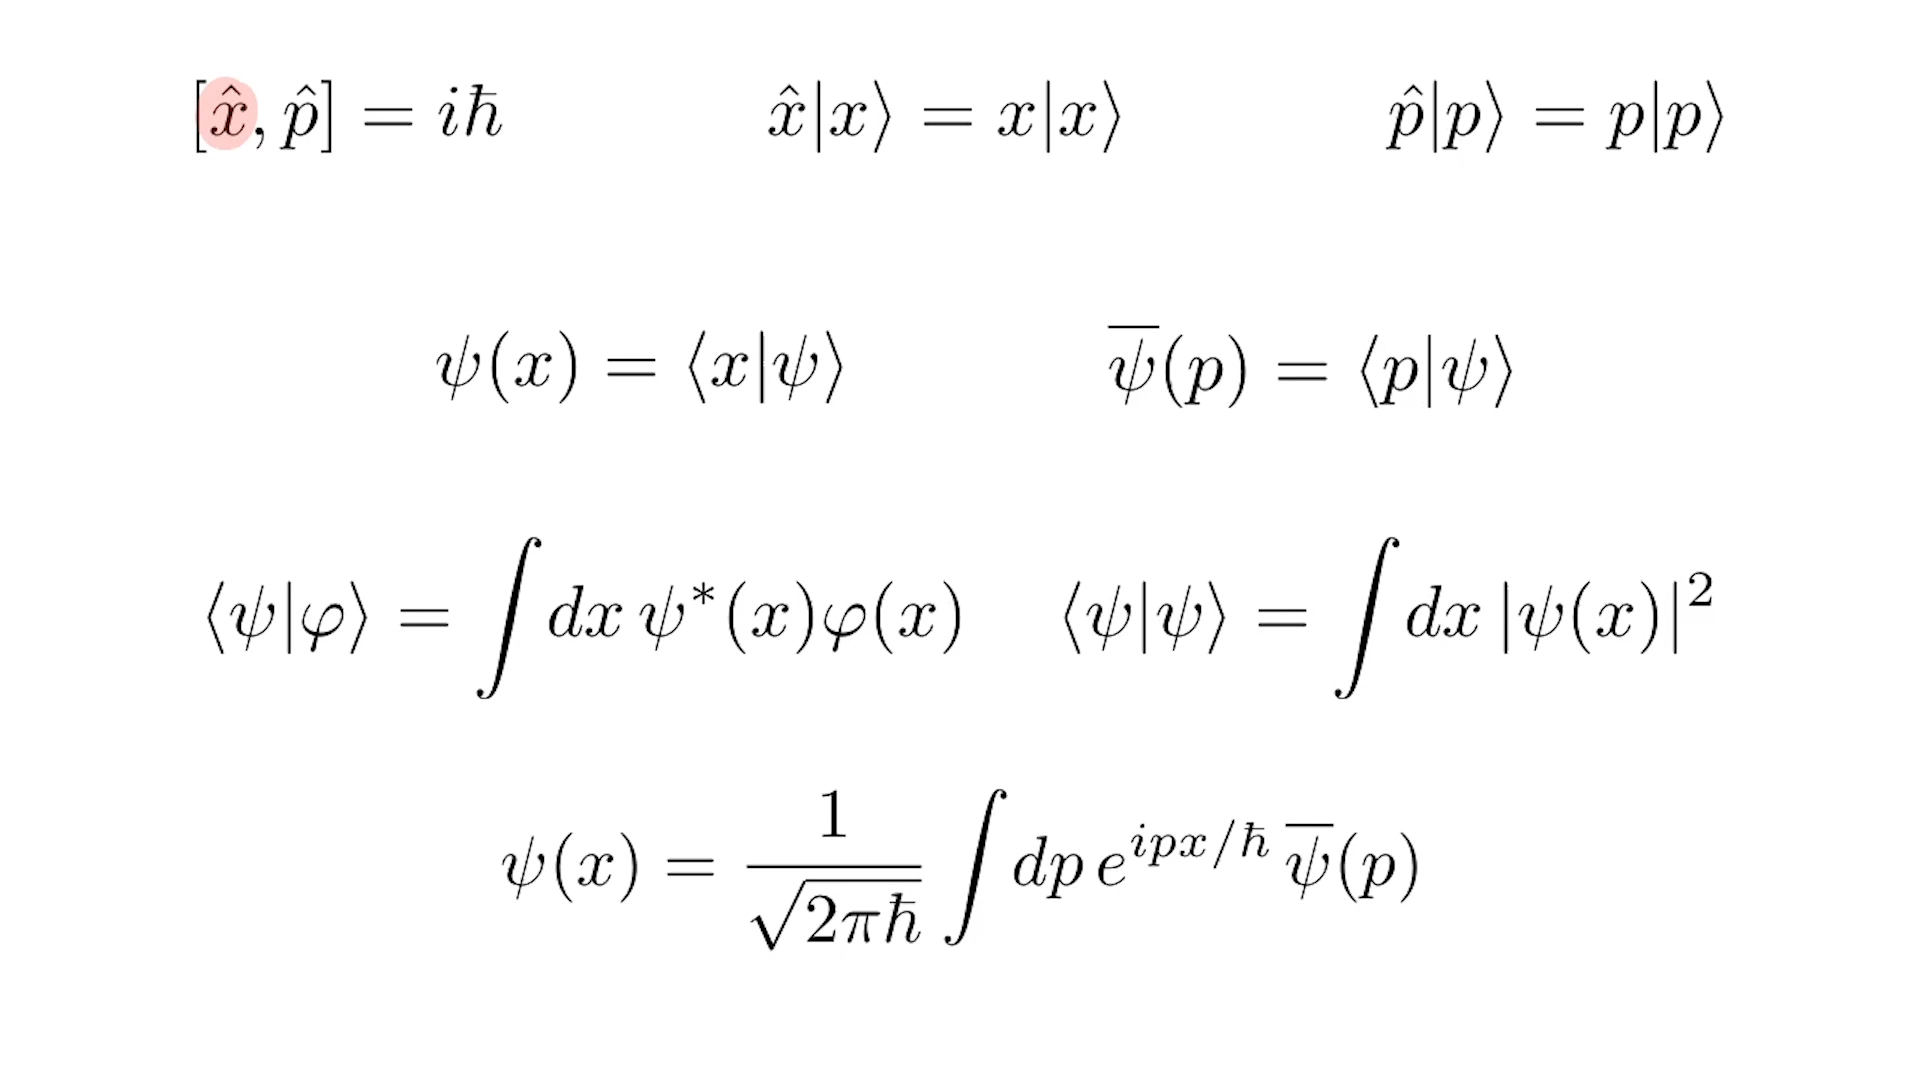 [x̂, p̂] = iℏ x̂|x⟩ = x|x⟩ p̂|p⟩ = p|p⟩
ψ(x) = ⟨x|ψ⟩ ψ̅(p) = ⟨p|ψ⟩
⟨ψ|φ⟩ = ∫ dx ψ*(x)φ(x) ⟨ψ|ψ⟩ = ∫ dx |ψ(x)|²
ψ(x) = 1/√(2πℏ) ∫ dp e^{ipx/ℏ} ψ̅(p)